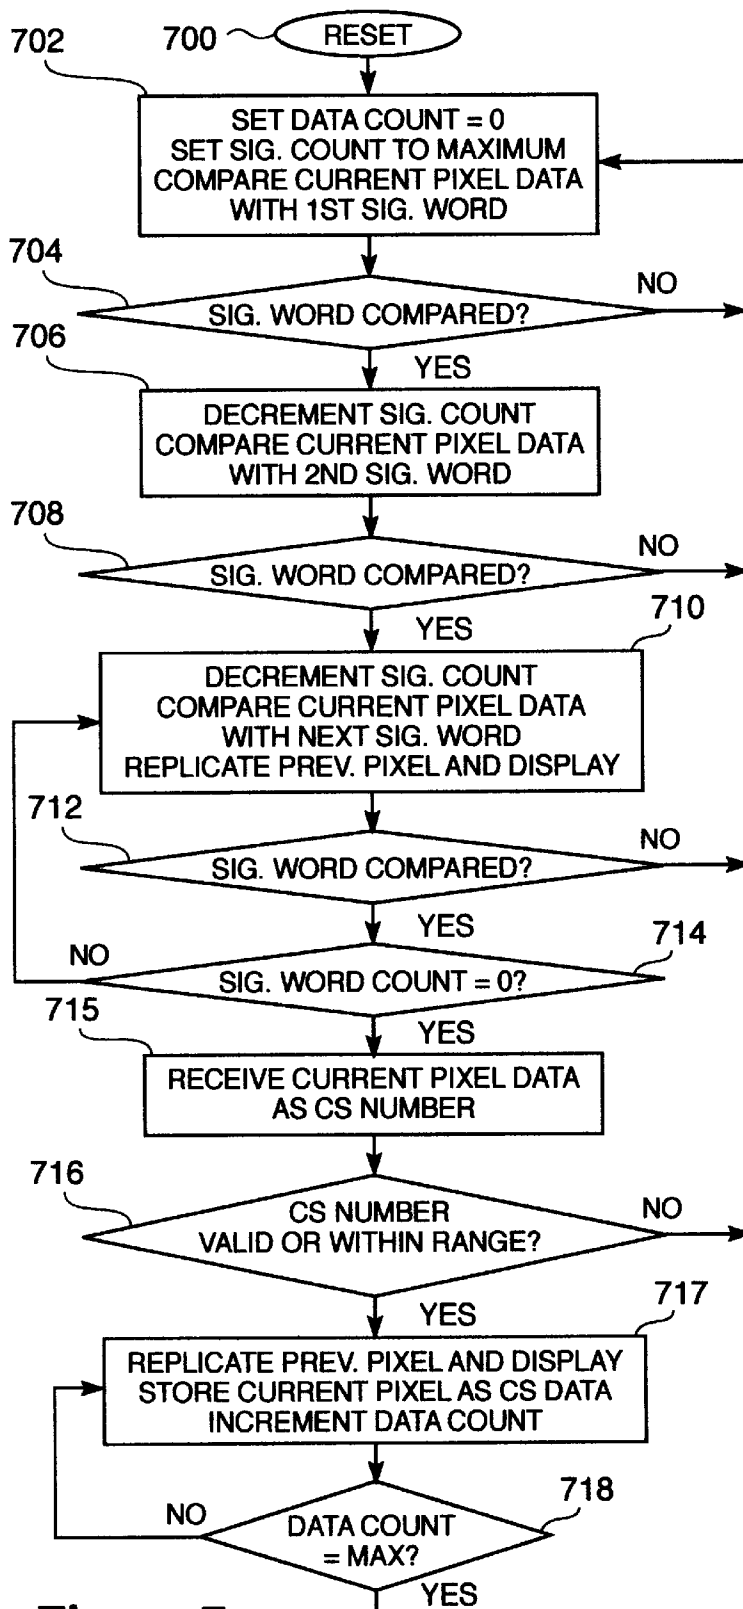 702
700
RESET
SET DATA COUNT = 0
SET SIG. COUNT TO MAXIMUM
COMPARE CURRENT PIXEL DATA
WITH 1ST SIG. WORD
704
NO
SIG. WORD COMPARED?
706
YES
DECREMENT SIG. COUNT
COMPARE CURRENT PIXEL DATA
WITH 2ND SIG. WORD
708
NO
SIG. WORD COMPARED?
YES
710
DECREMENT SIG. COUNT
COMPARE CURRENT PIXEL DATA
WITH NEXT SIG. WORD
REPLICATE PREV. PIXEL AND DISPLAY
712
NO
SIG. WORD COMPARED?
YES
714
NO
SIG. WORD COUNT = 0?
715
YES
RECEIVE CURRENT PIXEL DATA
AS CS NUMBER
716
NO
CS NUMBER
VALID OR WITHIN RANGE?
YES
717
REPLICATE PREV. PIXEL AND DISPLAY
STORE CURRENT PIXEL AS CS DATA
INCREMENT DATA COUNT
718
NO
DATA COUNT
= MAX?
YES